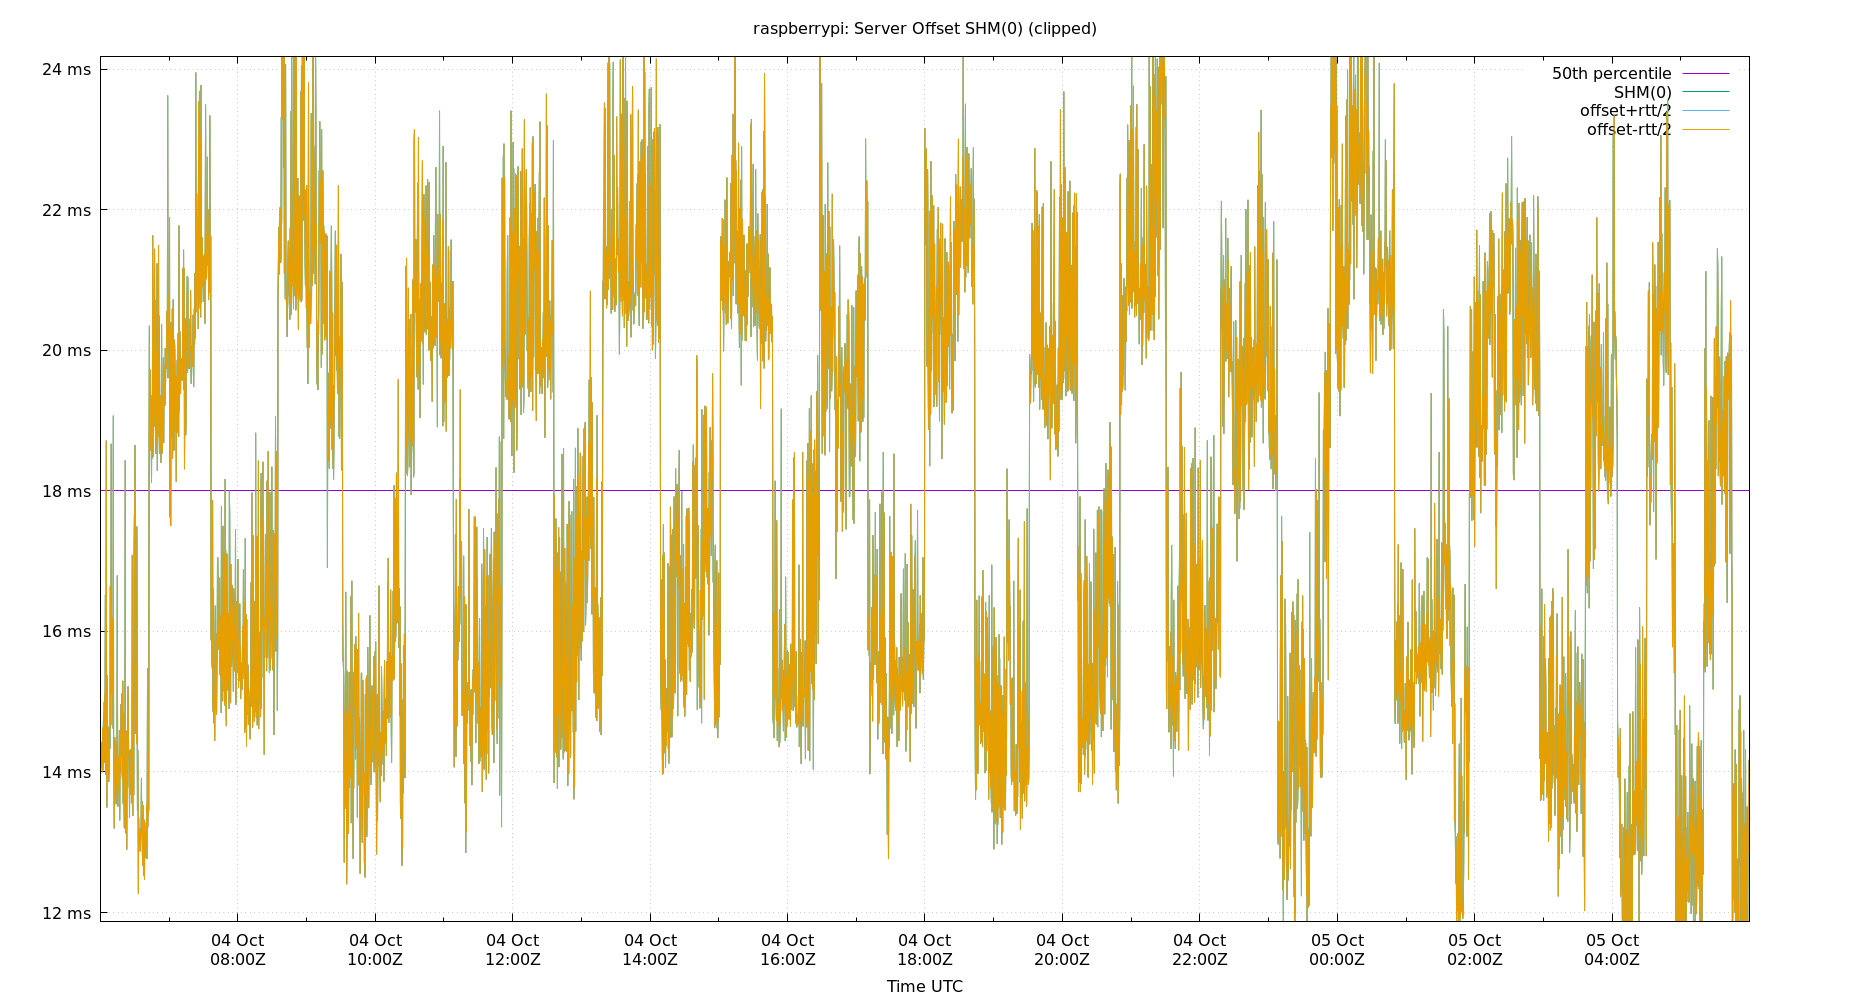 raspberrypi: Server Offset SHM(0) (clipped)
24 ms
22 ms
20 ms
18 ms
16 ms
14 ms
12 ms
50th percentile
SHM(0)
offset+rtt/2
offset-rtt/2
04 Oct
08:00Z
04 Oct
10:00Z
04 Oct
12:00Z
04 Oct
14:00Z
04 Oct
16:00Z
04 Oct
18:00Z
04 Oct
20:00Z
04 Oct
22:00Z
05 Oct
00:00Z
05 Oct
02:00Z
05 Oct
04:00Z
Time UTC